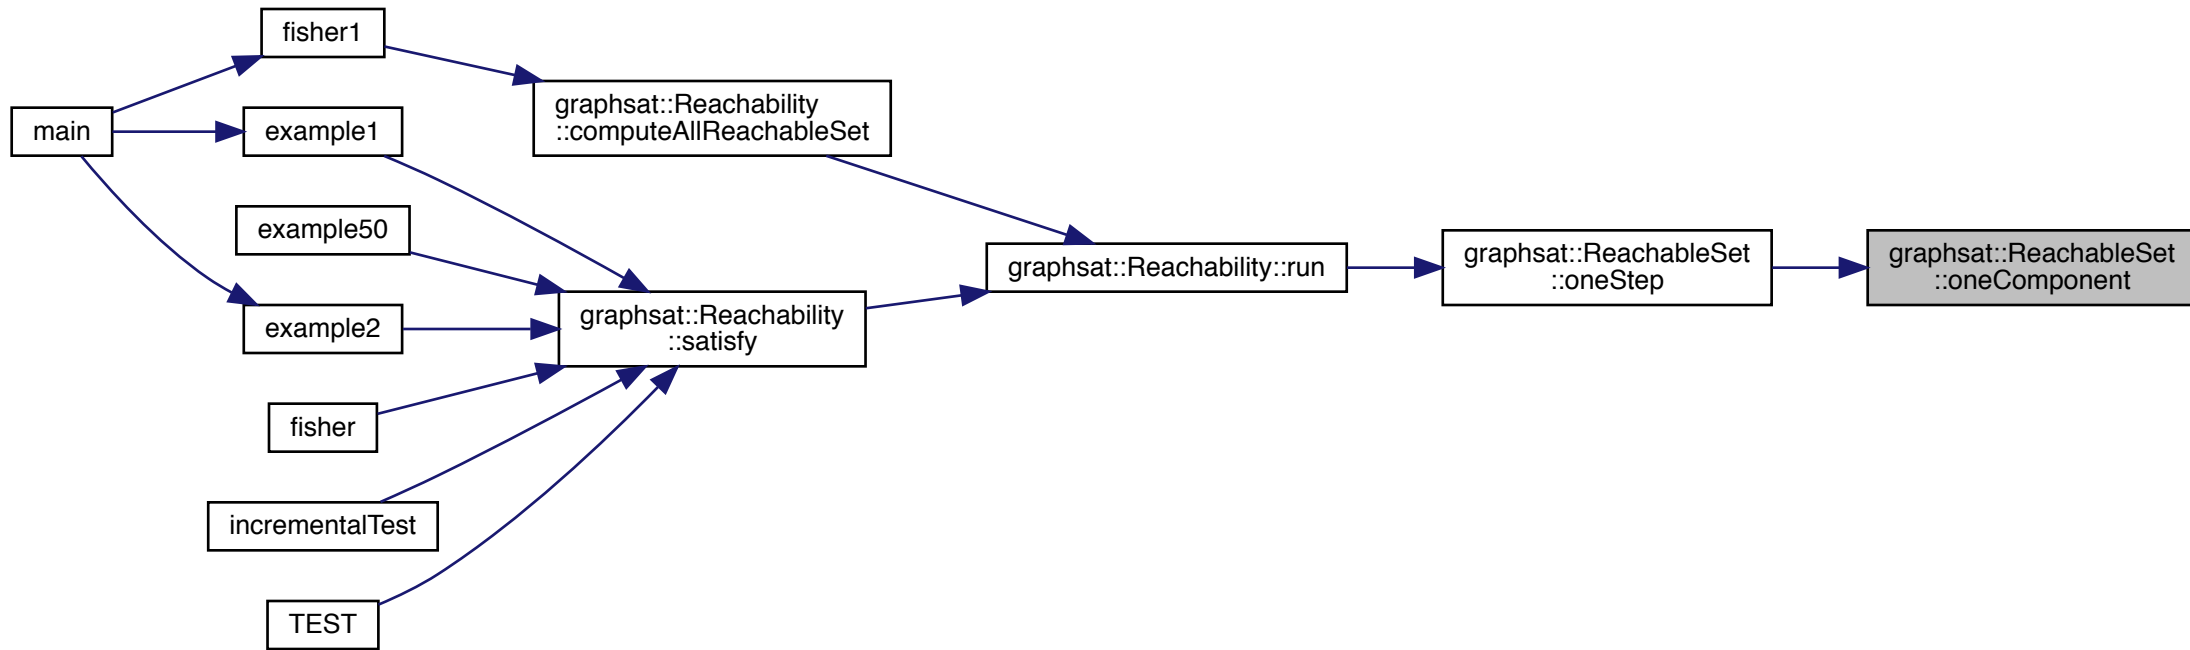 fisher1
graphsat::Reachability
::computeAllReachableSet
main
example1
example50
graphsat::Reachability::run
graphsat::ReachableSet
::oneStep
graphsat::ReachableSet
::oneComponent
example2
graphsat::Reachability
::satisfy
fisher
incrementalTest
TEST